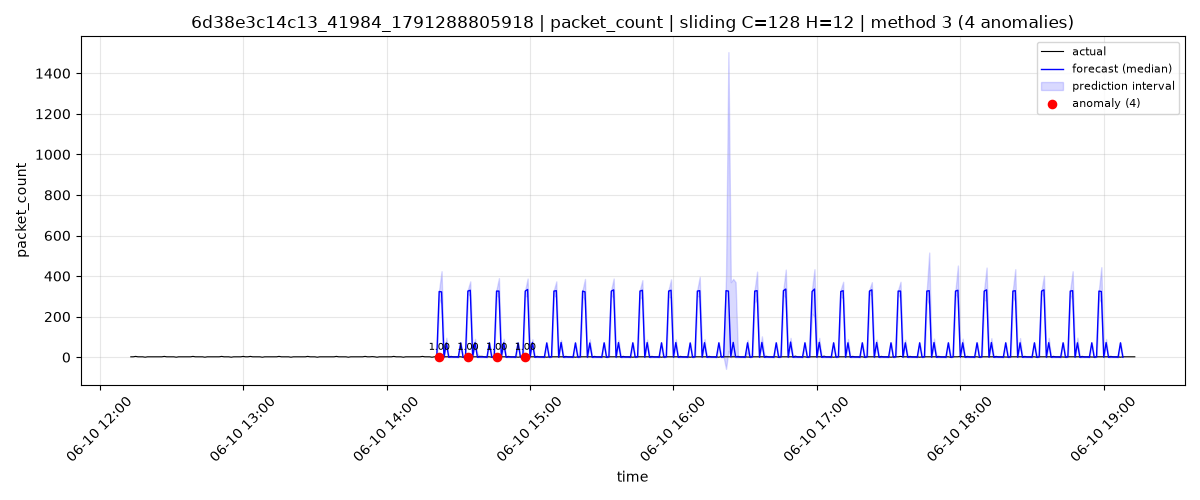 6d38e3c14c13_41984_1791288805918 | packet_count | sliding C=128 H=12 | method 3 (4 anomalies)
actual
forecast (median)
prediction interval
anomaly (4)
packet_count
1400
1200
1000
800
600
400
200
0
1.00 1.00 1.00 1.00
06-10 12:00
06-10 13:00
06-10 14:00
06-10 15:00
06-10 16:00
06-10 17:00
06-10 18:00
06-10 19:00
time